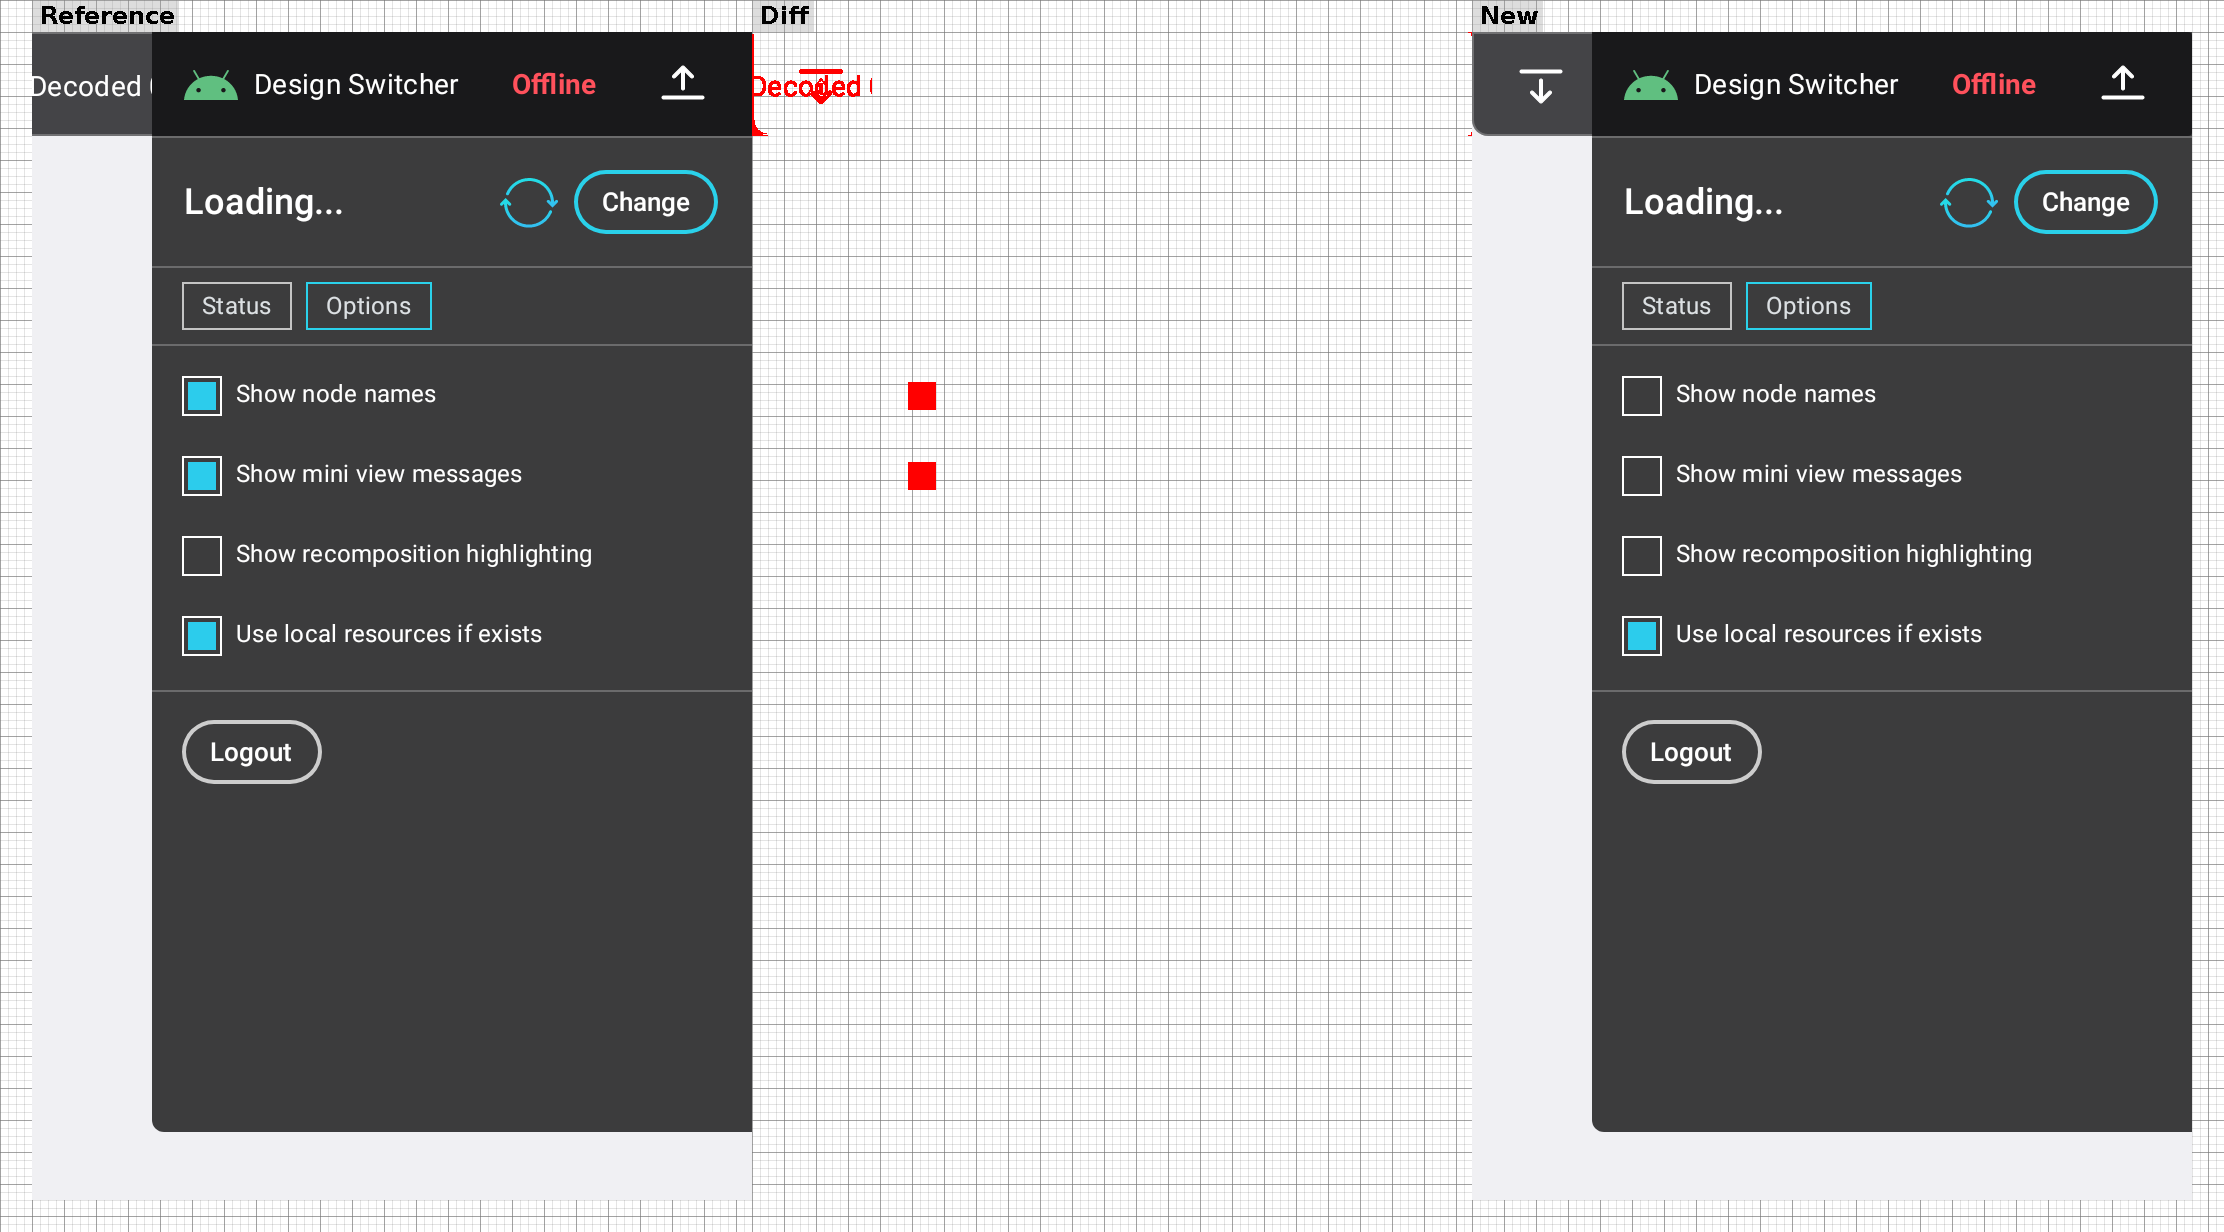 Reference
Diff
New
Decoded
Design Switcher
Offline
Decoded
Design Switcher
Offline
Loading...
Change
Loading...
Change
Status
Options
Status
Options
Show node names
Show node names
Show mini view messages
Show mini view messages
Show recomposition highlighting
Show recomposition highlighting
Use local resources if exists
Use local resources if exists
Logout
Logout